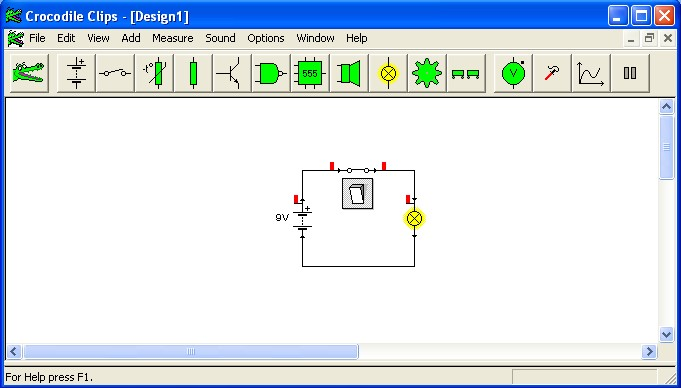 Crocodile Clips - [Design1]
File Edit View Add Measure Sound Options Window Help
-t° 555 V
9V
For Help press F1.